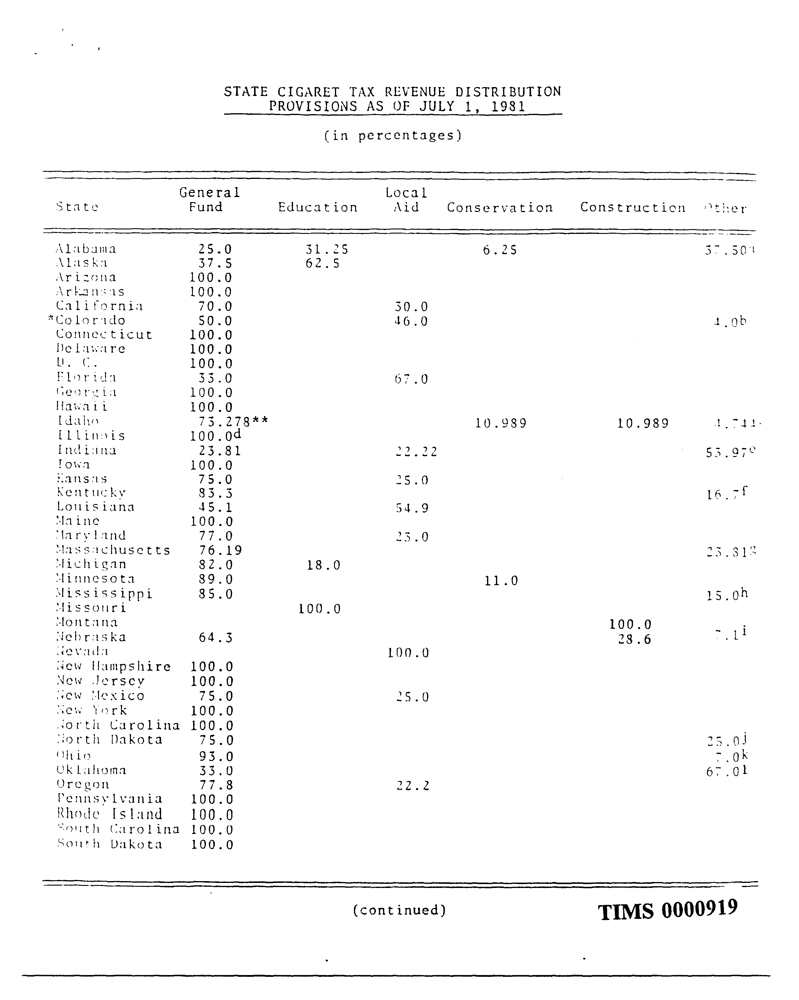 STATE CIGARET TAX REVENUE DISTRIBUTION
PROVISIONS AS OF JULY 1, 1981
(in percentages)
General Local
State Fund Education Aid Conservation Construction Other
Alabama 25.0 31.25 6.25 37.50a
Alaska 37.5 62.5
Arizona 100.0
Arkansas 100.0
California 70.0 30.0
*Colorado 50.0 46.0 4.0b
Connecticut 100.0
Delaware 100.0
D. C. 100.0
Florida 33.0 67.0
Georgia 100.0
Hawaii 100.0
Idaho 73.278** 10.989 10.989
Illinois 100.0d
Indiana 23.81 22.22 53.97e
Iowa 100.0
Kansas 75.0 25.0
Kentucky 83.3 16.7f
Louisiana 45.1 54.9
Maine 100.0
Maryland 77.0 23.0
Massachusetts 76.19 23.81g
Michigan 82.0 18.0
Minnesota 89.0 11.0
Mississippi 85.0 15.0h
Missouri 100.0
Montana 100.0
Nebraska 64.3 28.6 7.1i
Nevada 100.0
New Hampshire 100.0
New Jersey 100.0
New Mexico 75.0 25.0
New York 100.0
North Carolina 100.0
North Dakota 75.0 25.0j
Ohio 93.0 7.0k
Oklahoma 33.0 67.0l
Oregon 77.8 22.2
Pennsylvania 100.0
Rhode Island 100.0
South Carolina 100.0
South Dakota 100.0
(continued)
TIMS 0000919